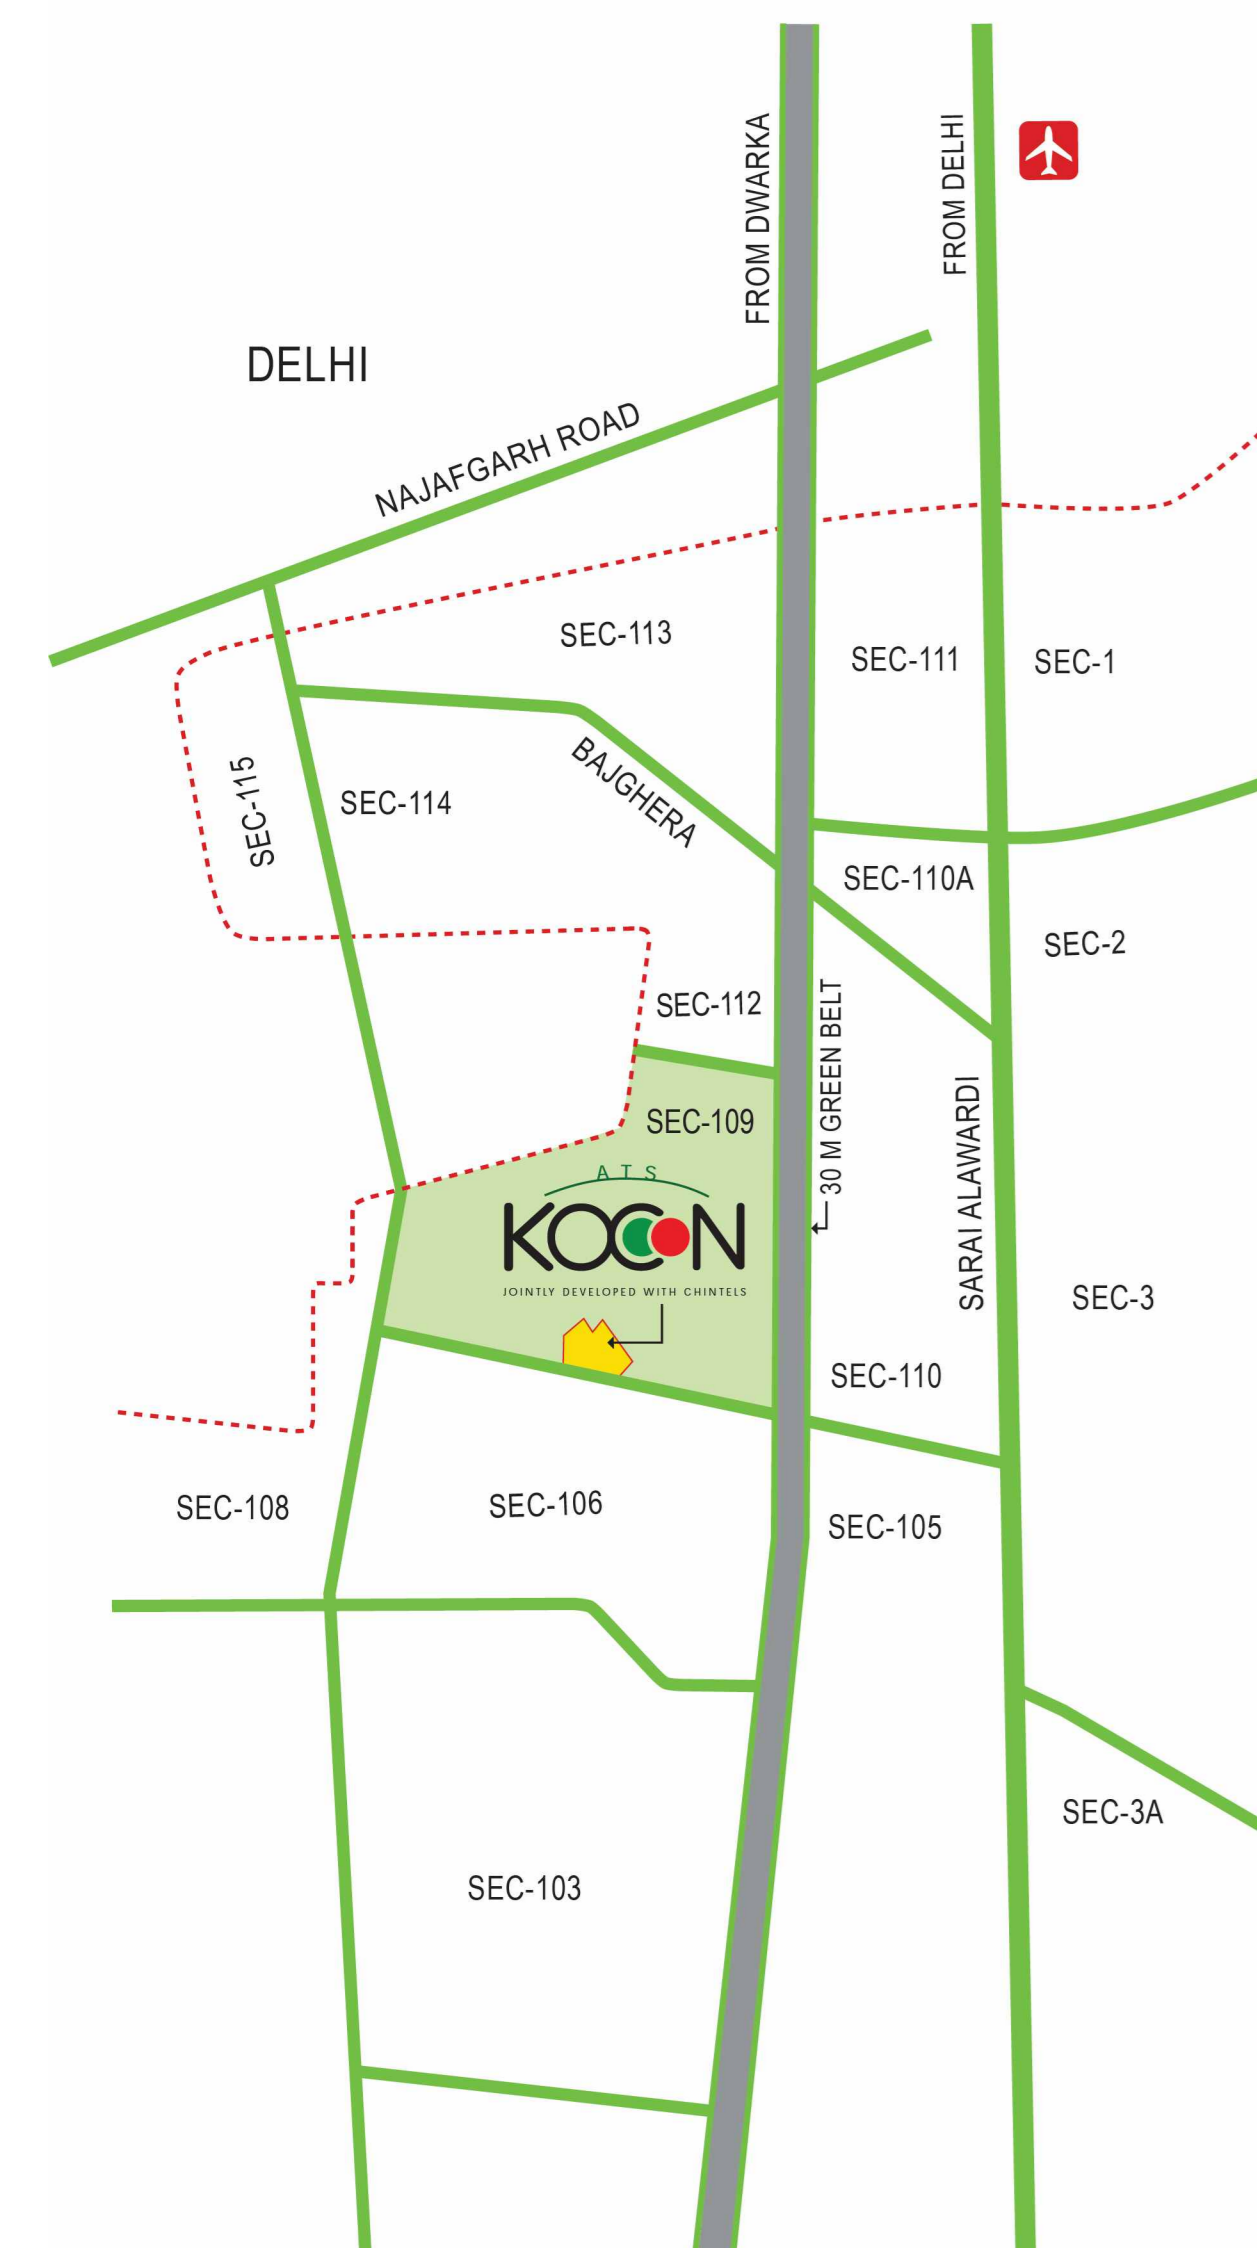 FROM DWARKA
FROM DELHI
DELHI
NAJAFGARH ROAD
SEC-113
SEC-111
SEC-1
SEC-115
SEC-114
BAJGHERA
SEC-110A
SEC-2
SEC-112
30 M GREEN BELT
SEC-109
SARAI ALAWARDI
ATS
KOCOON
JOINTLY DEVELOPED WITH CHINTELS
SEC-3
SEC-110
SEC-108
SEC-106
SEC-105
SEC-3A
SEC-103